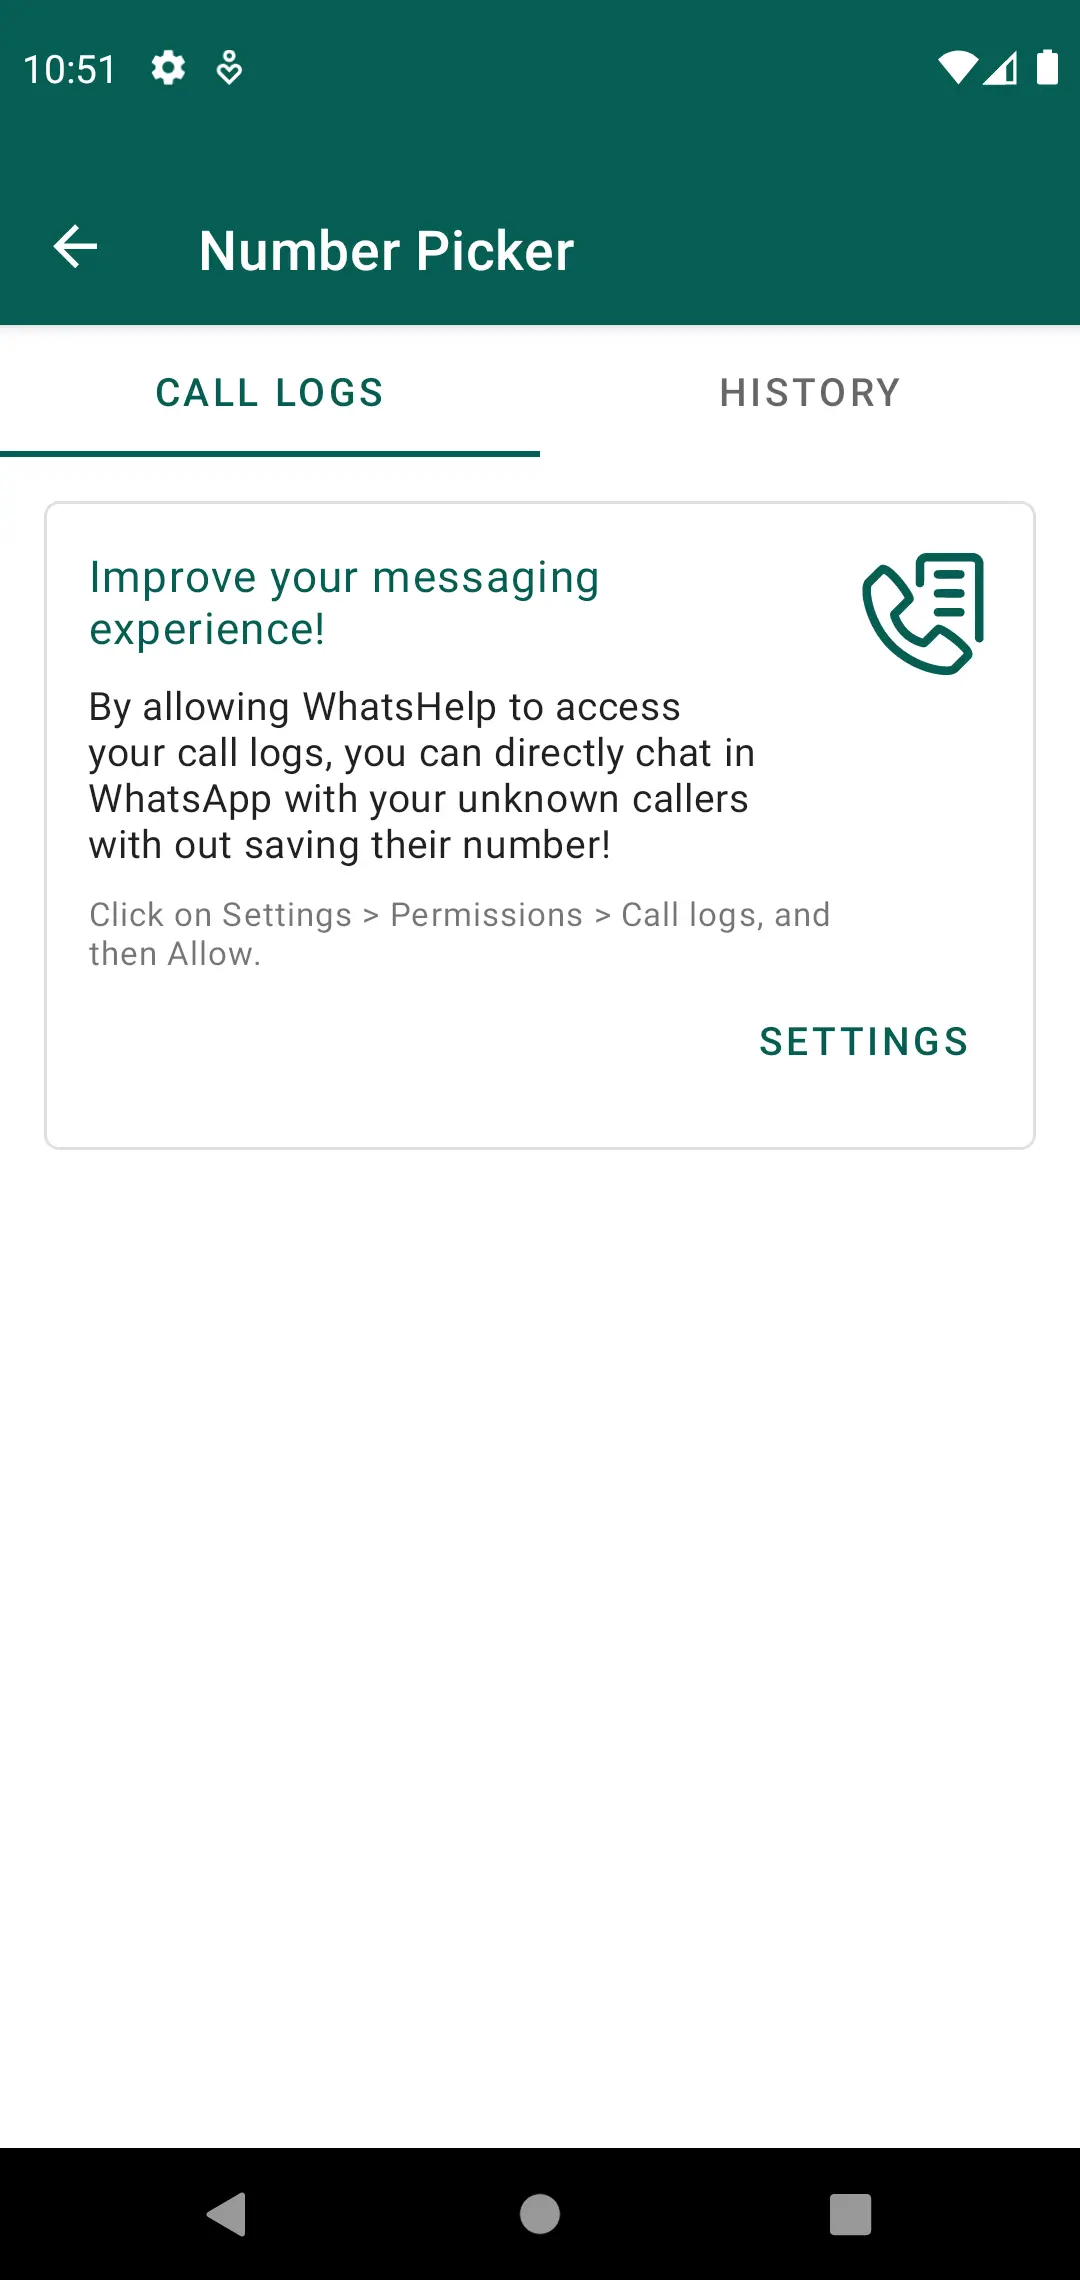 10:51
Number Picker
CALL LOGS
HISTORY
Improve your messaging
experience!
By allowing WhatsHelp to access
your call logs, you can directly chat in
WhatsApp with your unknown callers
with out saving their number!
Click on Settings > Permissions > Call logs, and
then Allow.
SETTINGS